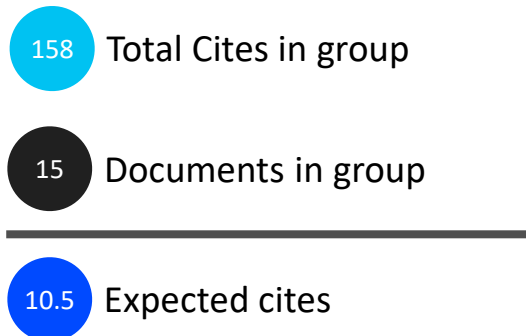 158 Total Cites in group
15 Documents in group
10.5 Expected cites